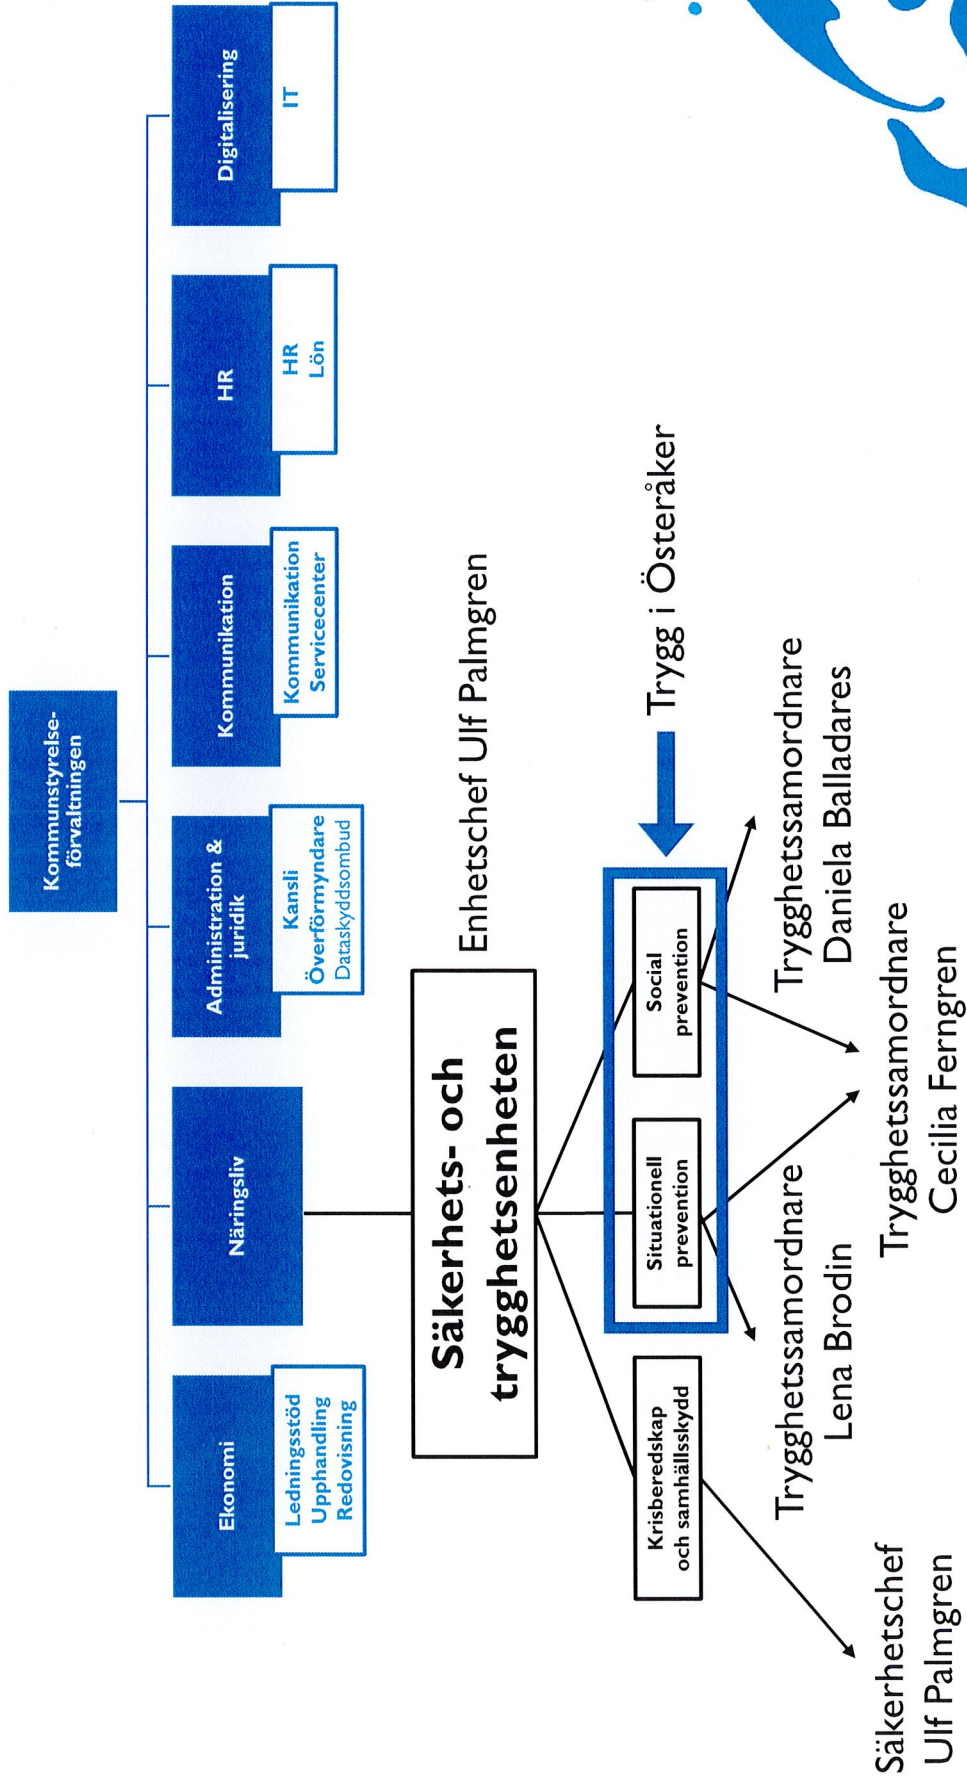 Kommunstyrelse-
förvaltningen
Ekonomi
Ledningsstöd
Upphandling
Redovisning
Näringsliv
Administration &
juridik
Kansli
Överförmyndare
Dataskyddsombud
Kommunikation
Kommunikation
Servicecenter
HR
HR
Lön
Digitalisering
IT
Säkerhets- och
trygghetsenheten
Enhetschef Ulf Palmgren
Krisberedskap
och samhällsskydd
Situationell
prevention
Social
prevention
Trygg i Österåker
Säkerhetschef
Ulf Palmgren
Trygghetssamordnare
Lena Brodin
Trygghetssamordnare
Cecilia Ferngren
Trygghetssamordnare
Daniela Balladares